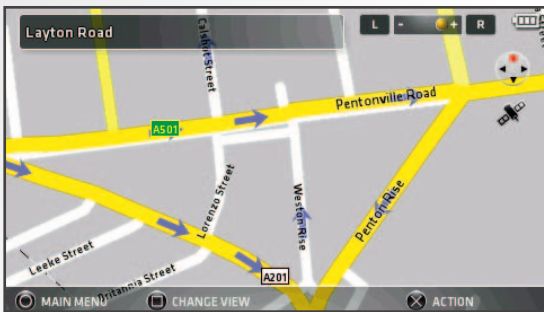 Layton Road
L - + R
Calshot Street
Pentonville Road
A501
Lorenzo Street
Weston Rise
Penton Rise
Leeke Street
Britannia Street
A201
MAIN MENU
CHANGE VIEW
ACTION